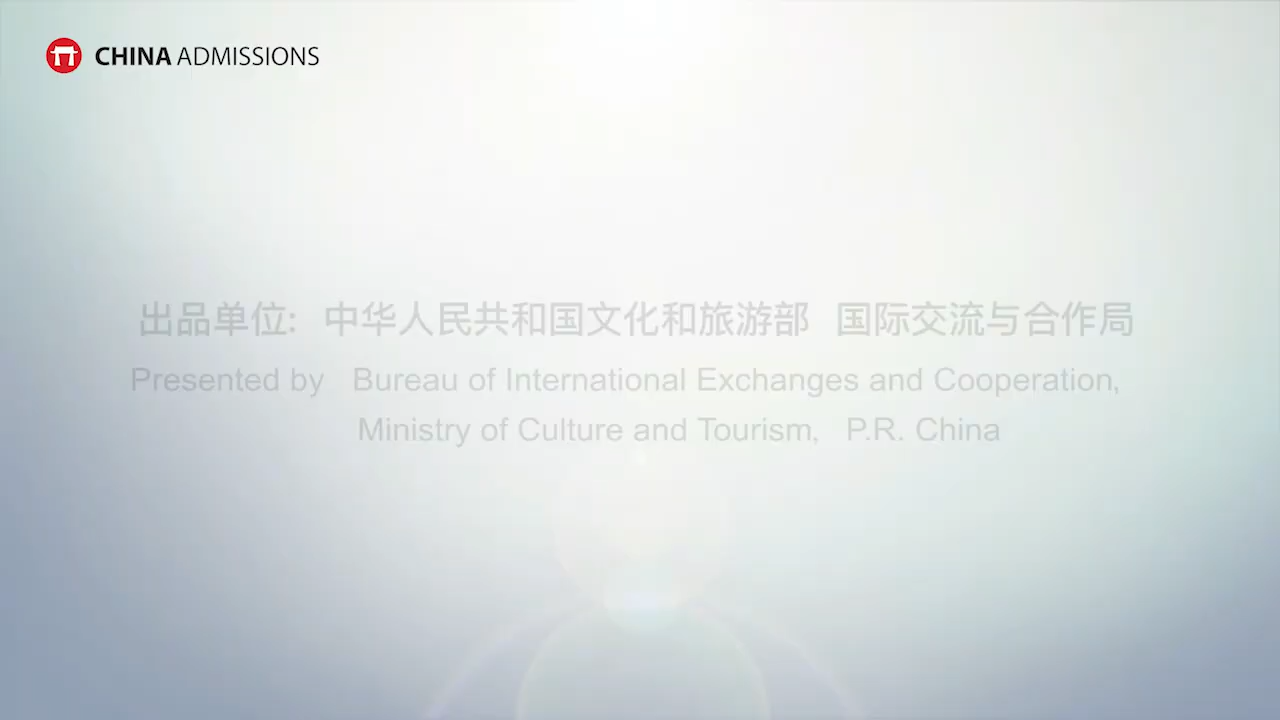 CHINA ADMISSIONS
出品单位: 中华人民共和国文化和旅游部 国际交流与合作局
Presented by Bureau of International Exchanges and Cooperation,
Ministry of Culture and Tourism, P.R. China